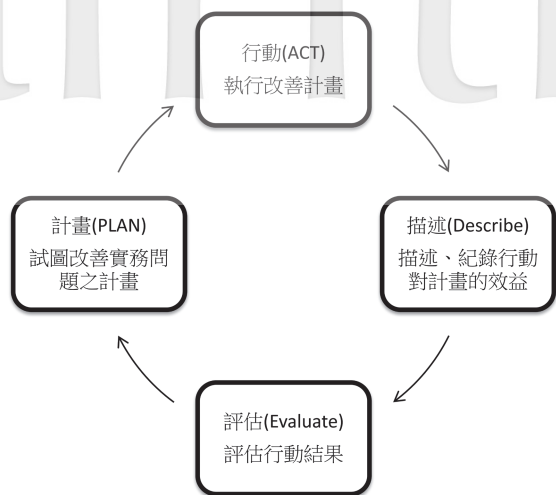 行動(ACT)
執行改善計畫
計畫(PLAN)
試圖改善實務問
題之計畫
描述(Describe)
描述、紀錄行動
對計畫的效益
評估(Evaluate)
評估行動結果